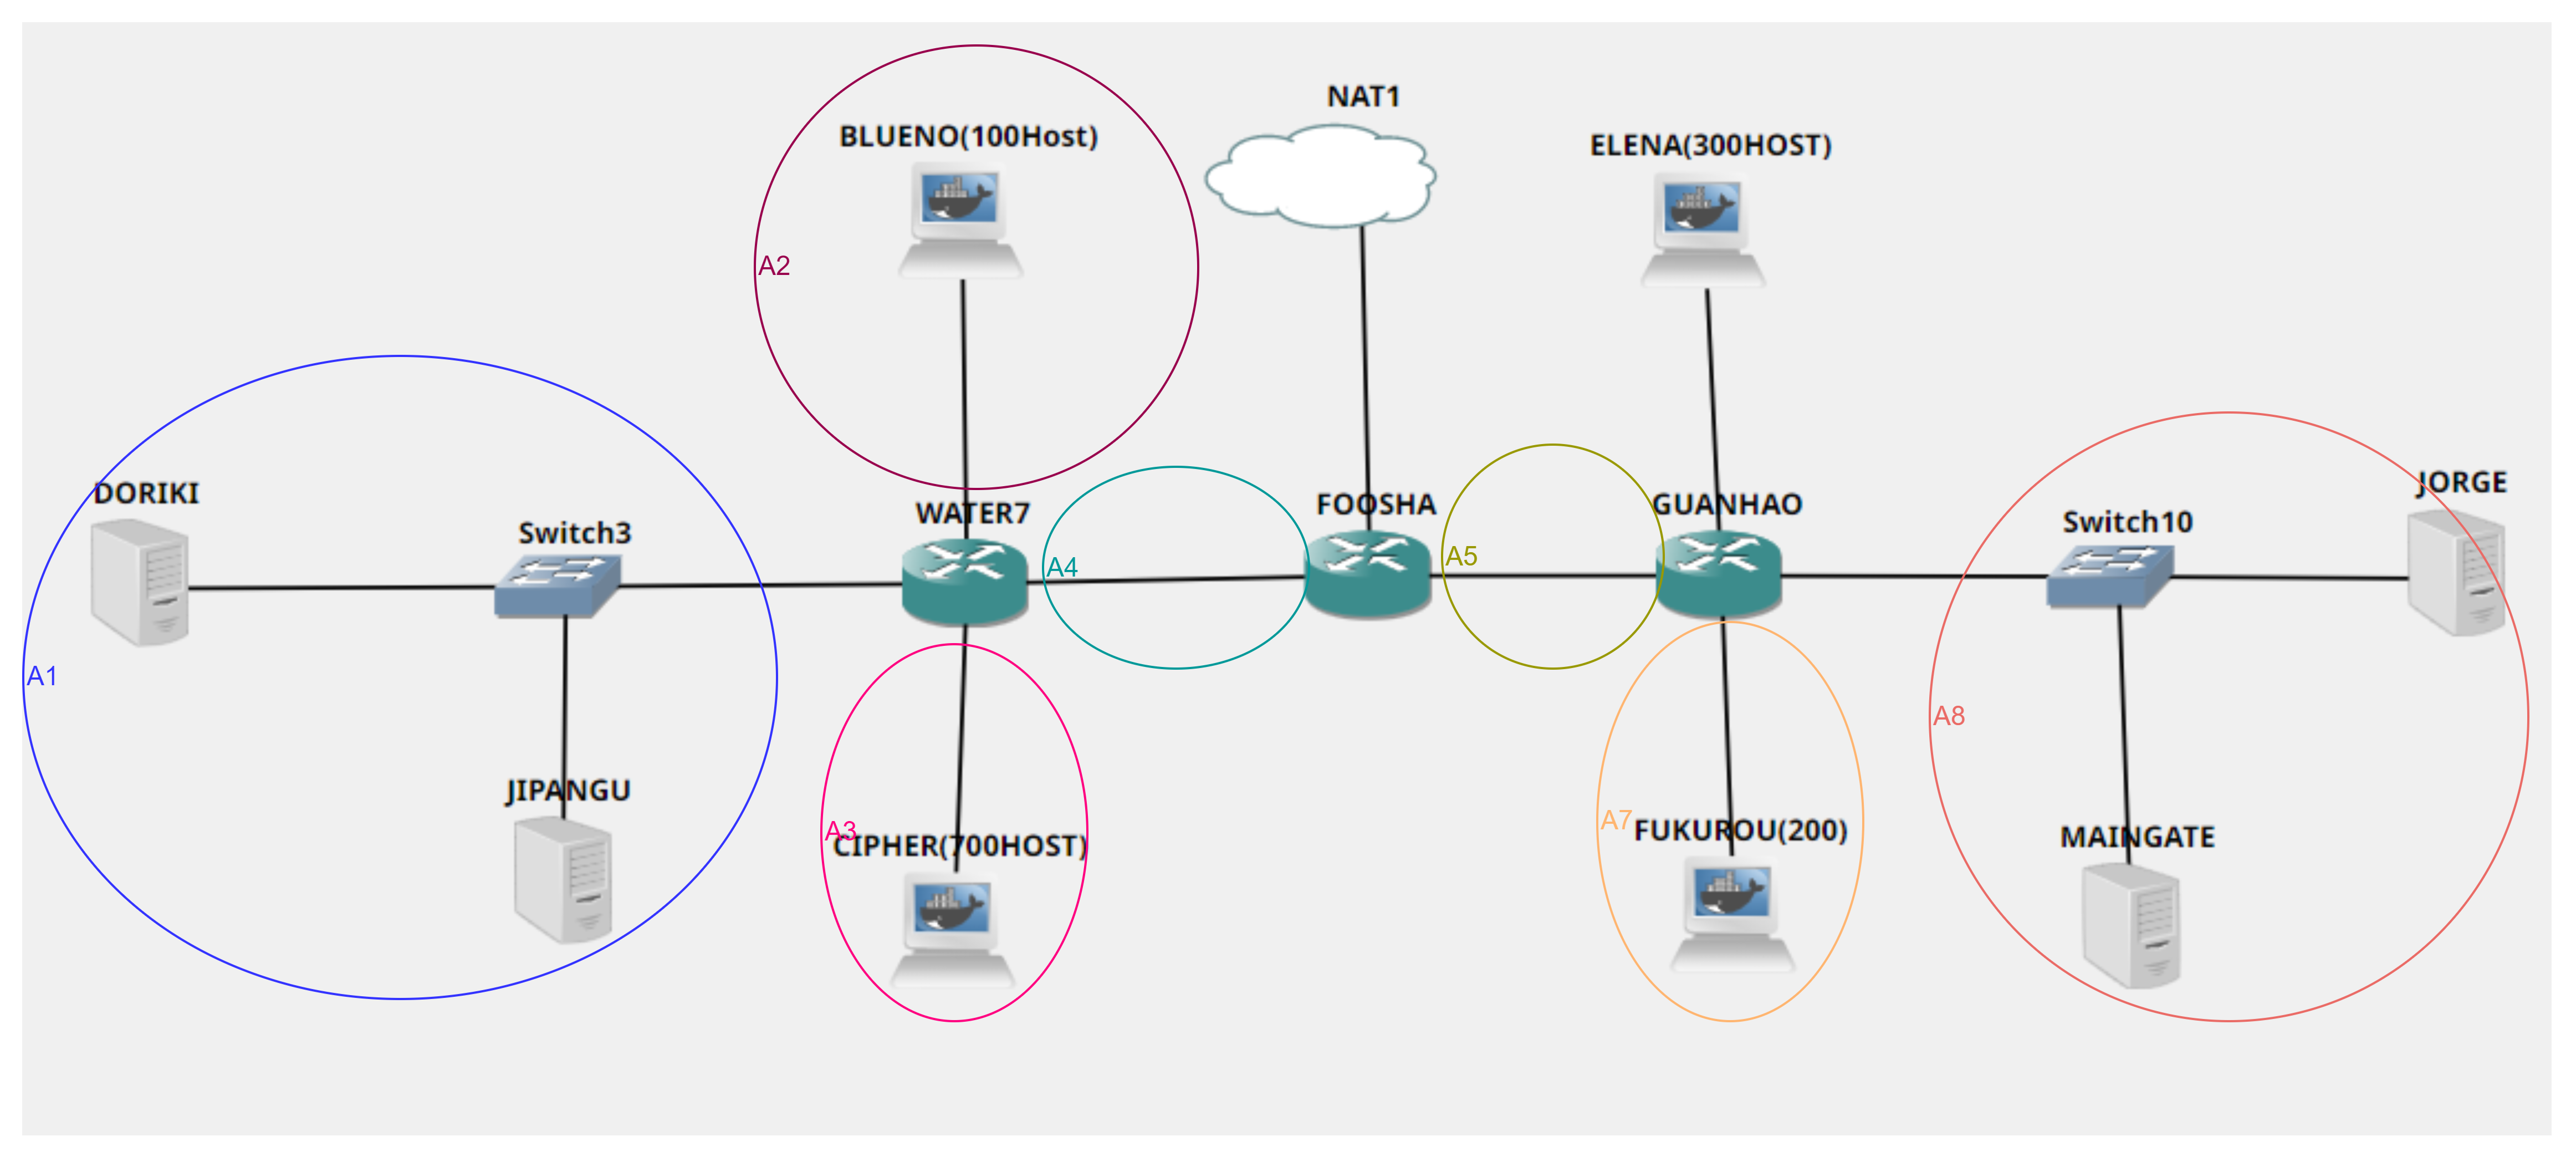 NAT1
BLUENO(100Host)
ELENA(300HOST)
A2
DORIKI
Switch3
WATER7
FOOSHA
GUANHAO
Switch10
JORGE
A4
A5
A1
A8
JIPANGU
A3
CIPHER(700HOST)
A7
FUKUROU(200)
MAINGATE